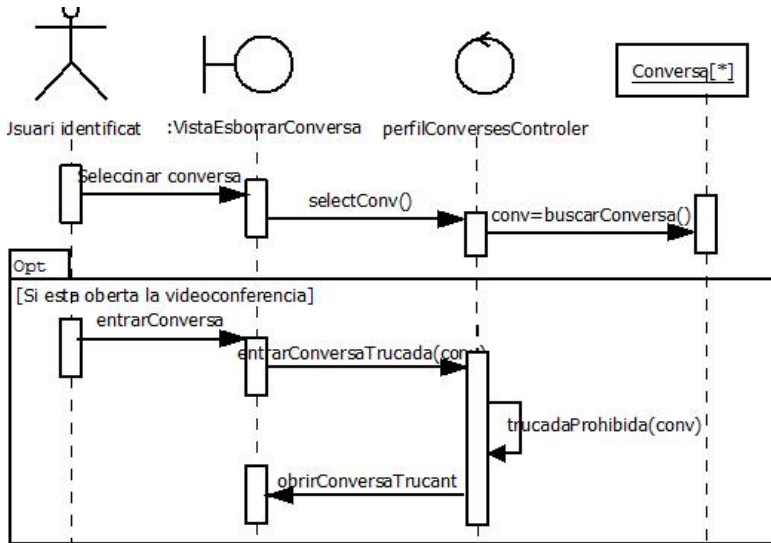 Usuari identificat
:VistaEsborrarConversa
perfilConversesControler
Conversa[*]
Seleccinar conversa
selectConv()
conv=buscarConversa()
Opt
[Si esta oberta la videoconferencia]
entrarConversa
entrarConversaTrucada(conv)
trucadaProhibida(conv)
obrirConversaTrucant